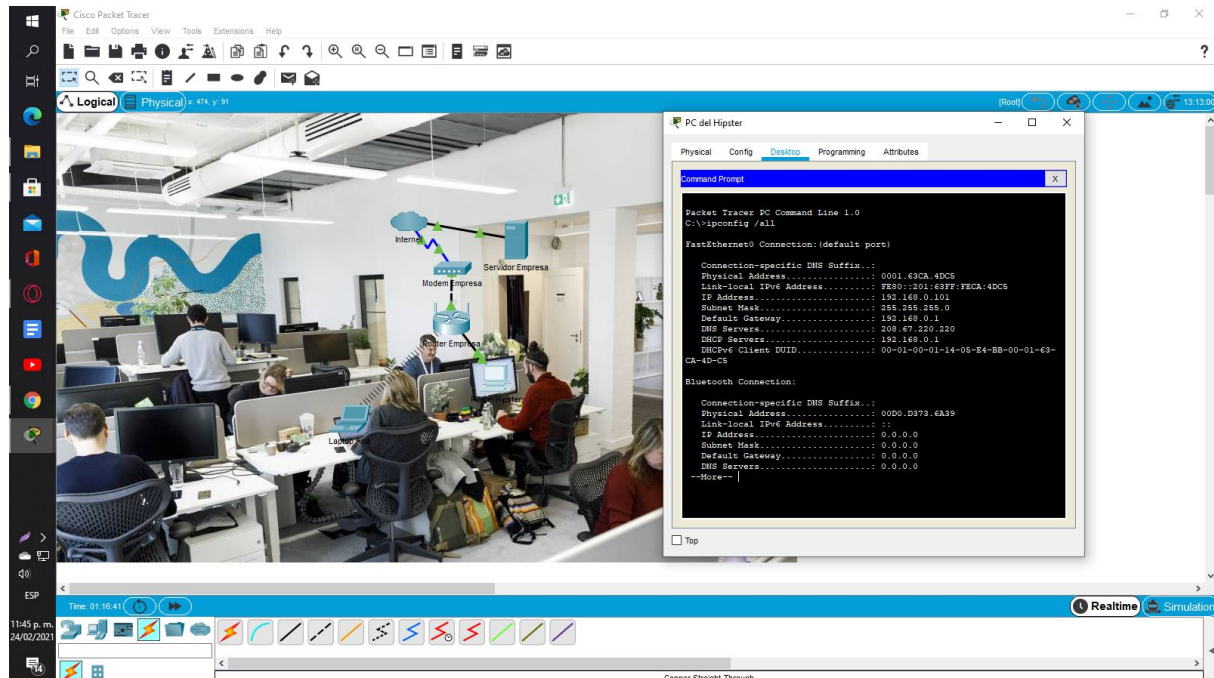 Cisco Packet Tracer
File Edit Options View Tools Extensions Help
?
Logical Physical x: 474, y: 91
[Root]
13:13:00
Internet
Servidor Empresa
Modem Empresa
Router Empresa
Hipster
Laptop
PC del Hipster
Physical Config Desktop Programming Attributes
Command Prompt
X
Packet Tracer PC Command Line 1.0
C:\>ipconfig /all
FastEthernet0 Connection:(default port)
Connection-specific DNS Suffix..:
Physical Address................: 0001.63CA.4DC5
Link-local IPv6 Address.........: FE80::201:63FF:FECA:4DC5
IP Address......................: 192.168.0.101
Subnet Mask.....................: 255.255.255.0
Default Gateway.................: 192.168.0.1
DNS Servers.....................: 208.67.220.220
DHCP Servers....................: 192.168.0.1
DHCPv6 Client DUID..............: 00-01-00-01-14-05-E4-BB-00-01-63-
CA-4D-C5
Bluetooth Connection:
Connection-specific DNS Suffix..:
Physical Address................: 00D0.D373.6A39
Link-local IPv6 Address.........: ::
IP Address......................: 0.0.0.0
Subnet Mask.....................: 0.0.0.0
Default Gateway.................: 0.0.0.0
DNS Servers.....................: 0.0.0.0
--More--
Top
Time: 01:16:41
Realtime Simulation
Copper Straight-Through
ESP
11:45 p. m.
24/02/2021
14